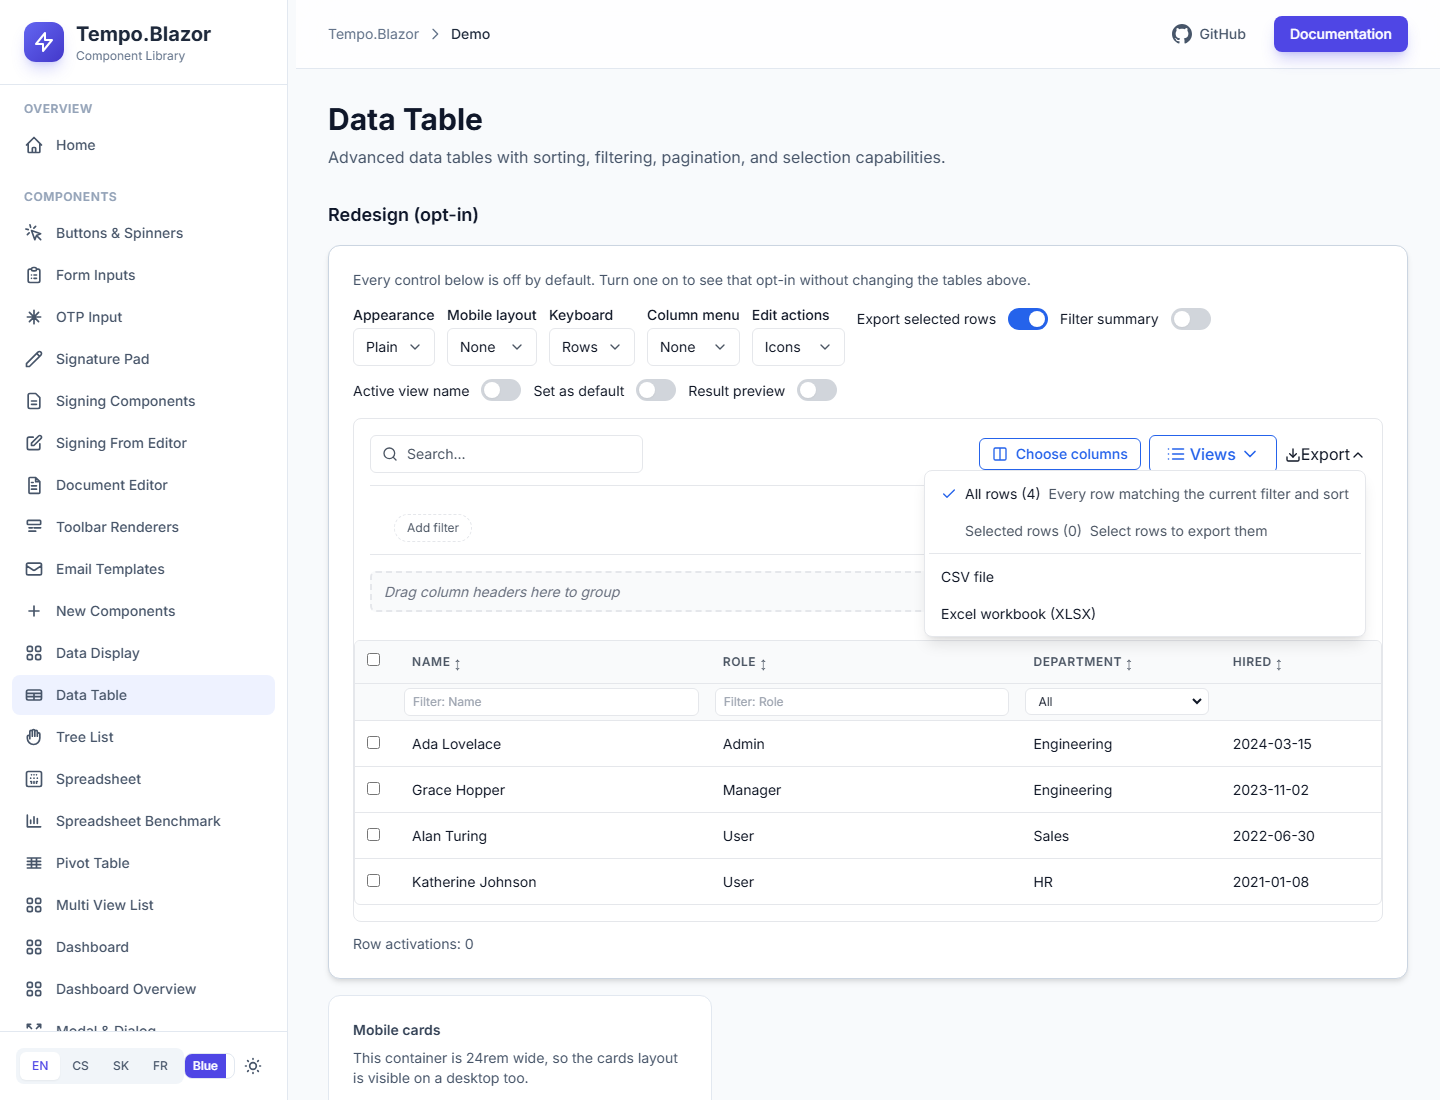 Tempo.Blazor
Component Library
OVERVIEW
Home
COMPONENTS
Buttons & Spinners
Form Inputs
OTP Input
Signature Pad
Signing Components
Signing From Editor
Document Editor
Toolbar Renderers
Email Templates
New Components
Data Display
Data Table
Tree List
Spreadsheet
Spreadsheet Benchmark
Pivot Table
Multi View List
Dashboard
Dashboard Overview
Modal & Dialog
EN CS SK FR Blue
Tempo.Blazor > Demo
GitHub
Documentation
Data Table
Advanced data tables with sorting, filtering, pagination, and selection capabilities.
Redesign (opt-in)
Every control below is off by default. Turn one on to see that opt-in without changing the tables above.
Appearance Mobile layout Keyboard Column menu Edit actions Export selected rows Filter summary
Plain None Rows None Icons
Active view name Set as default Result preview
Search... Choose columns Views Export
All rows (4) Every row matching the current filter and sort
Selected rows (0) Select rows to export them
CSV file
Excel workbook (XLSX)
Add filter
Drag column headers here to group
NAME ROLE DEPARTMENT HIRED
Filter: Name Filter: Role All
Ada Lovelace Admin Engineering 2024-03-15
Grace Hopper Manager Engineering 2023-11-02
Alan Turing User Sales 2022-06-30
Katherine Johnson User HR 2021-01-08
Row activations: 0
Mobile cards
This container is 24rem wide, so the cards layout
is visible on a desktop too.